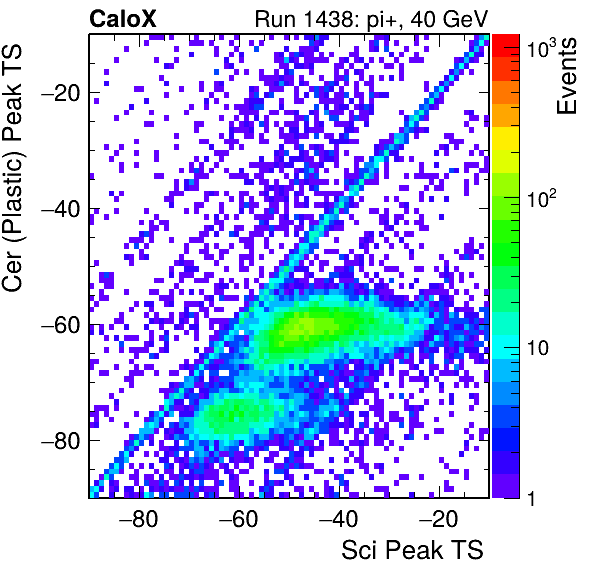 CaloX Run 1438: pi+, 40 GeV
Cer (Plastic) Peak TS
−20
−40
−60
−80
−80 −60 −40 −20
Sci Peak TS
10³
10²
10
1
Events